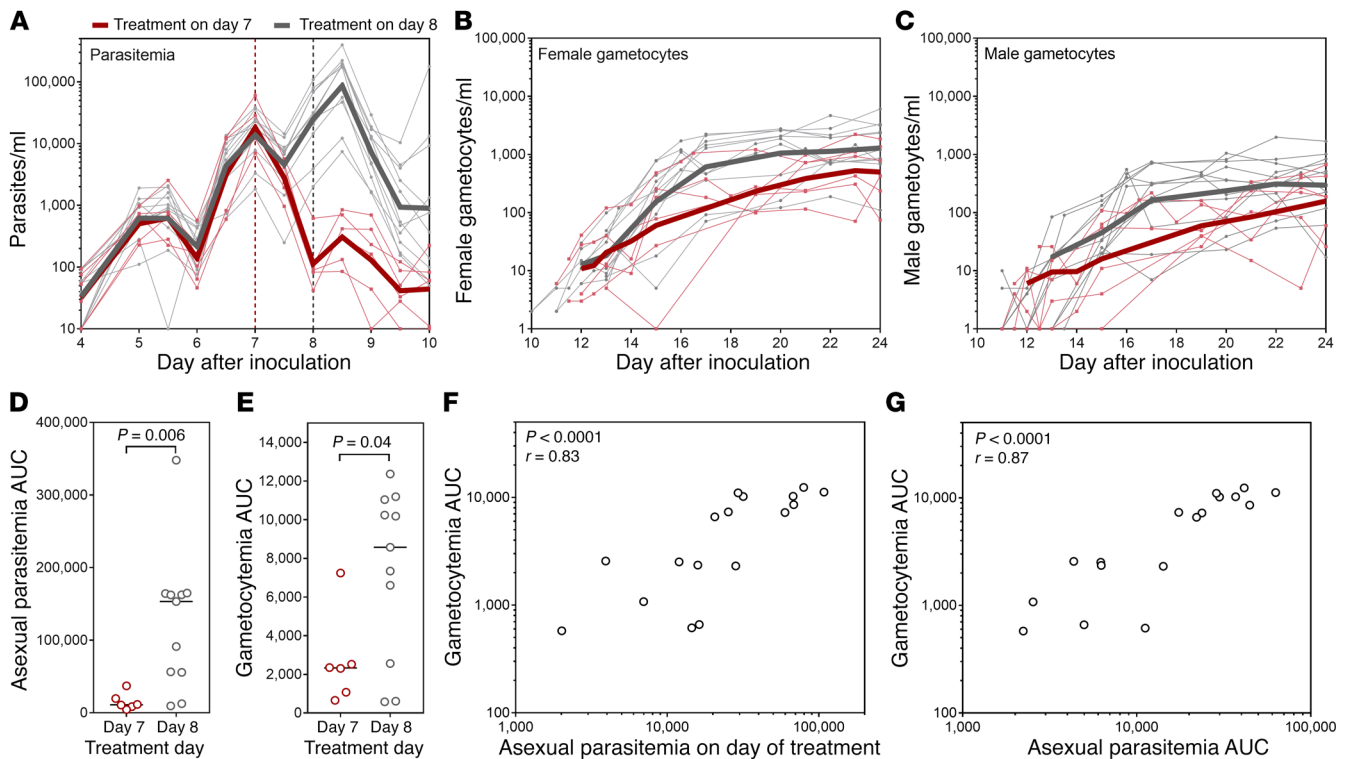 A
Treatment on day 7
Treatment on day 8
Parasitemia
Parasites/ml
100,000
10,000
1,000
100
10
4 5 6 7 8 9 10
Day after inoculation
B
Female gametocytes
Female gametocytes/ml
100,000
10,000
1,000
100
10
1
10 12 14 16 18 20 22 24
Day after inoculation
C
Male gametocytes
Male gametocytes/ml
100,000
10,000
1,000
100
10
1
10 12 14 16 18 20 22 24
Day after inoculation
D
Asexual parasitemia AUC
400,000
300,000
200,000
100,000
0
P = 0.006
Day 7 Day 8
Treatment day
E
Gametocytemia AUC
14,000
12,000
10,000
8,000
6,000
4,000
2,000
0
P = 0.04
Day 7 Day 8
Treatment day
F
Gametocytemia AUC
P < 0.0001
r = 0.83
10,000
1,000
100
1,000 10,000 100,000
Asexual parasitemia on day of treatment
G
Gametocytemia AUC
P < 0.0001
r = 0.87
10,000
1,000
100
1,000 10,000 100,000
Asexual parasitemia AUC